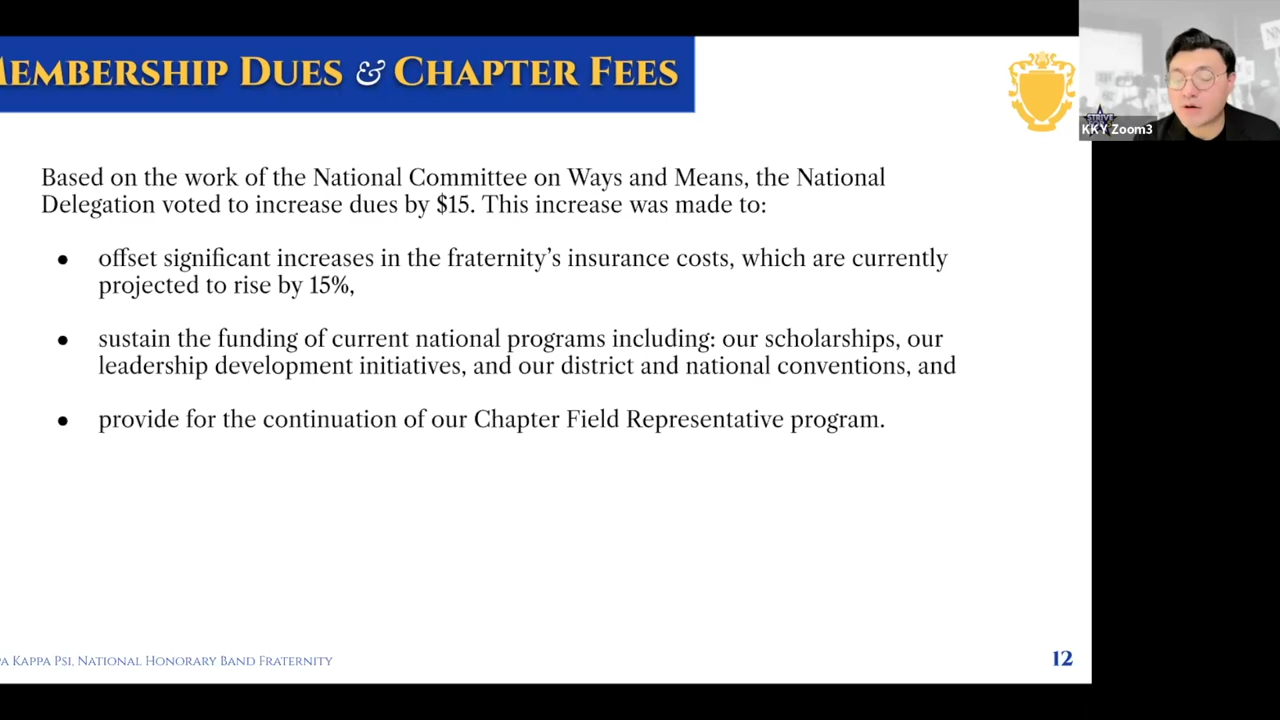 MEMBERSHIP DUES & CHAPTER FEES
Based on the work of the National Committee on Ways and Means, the National
Delegation voted to increase dues by $15. This increase was made to:
● offset significant increases in the fraternity’s insurance costs, which are currently
projected to rise by 15%,
● sustain the funding of current national programs including: our scholarships, our
leadership development initiatives, and our district and national conventions, and
● provide for the continuation of our Chapter Field Representative program.
PA KAPPA PSI, NATIONAL HONORARY BAND FRATERNITY
12
STRIVE
KKY Zoom3